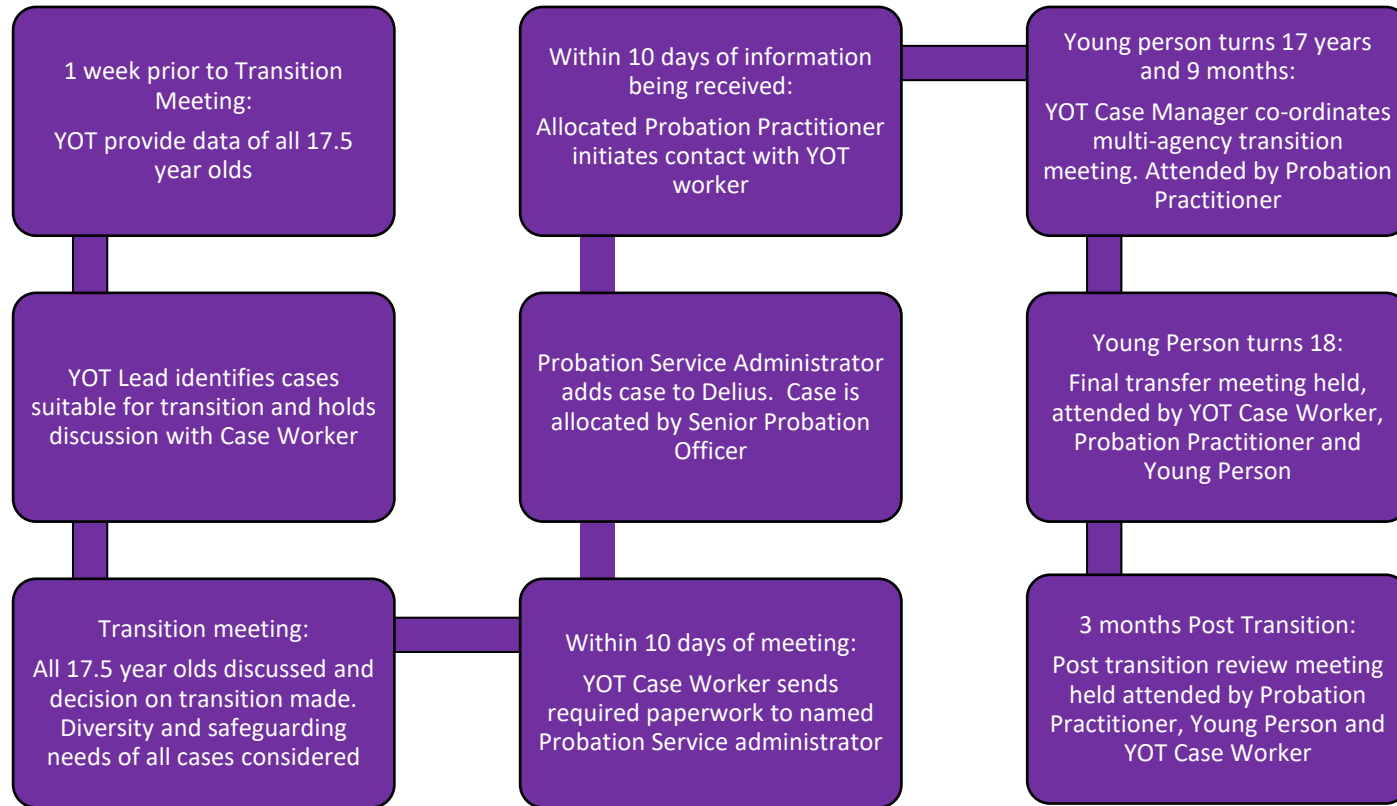 1 week prior to Transition
Meeting:
YOT provide data of all 17.5
year olds
YOT Lead identifies cases
suitable for transition and holds
discussion with Case Worker
Transition meeting:
All 17.5 year olds discussed and
decision on transition made.
Diversity and safeguarding
needs of all cases considered
Within 10 days of meeting:
YOT Case Worker sends
required paperwork to named
Probation Service administrator
Probation Service Administrator
adds case to Delius.  Case is
allocated by Senior Probation
Officer
Within 10 days of information
being received:
Allocated Probation Practitioner
initiates contact with YOT
worker
Young person turns 17 years
and 9 months:
YOT Case Manager co-ordinates
multi-agency transition
meeting. Attended by Probation
Practitioner
Young Person turns 18:
Final transfer meeting held,
attended by YOT Case Worker,
Probation Practitioner and
Young Person
3 months Post Transition:
Post transition review meeting
held attended by Probation
Practitioner, Young Person and
YOT Case Worker